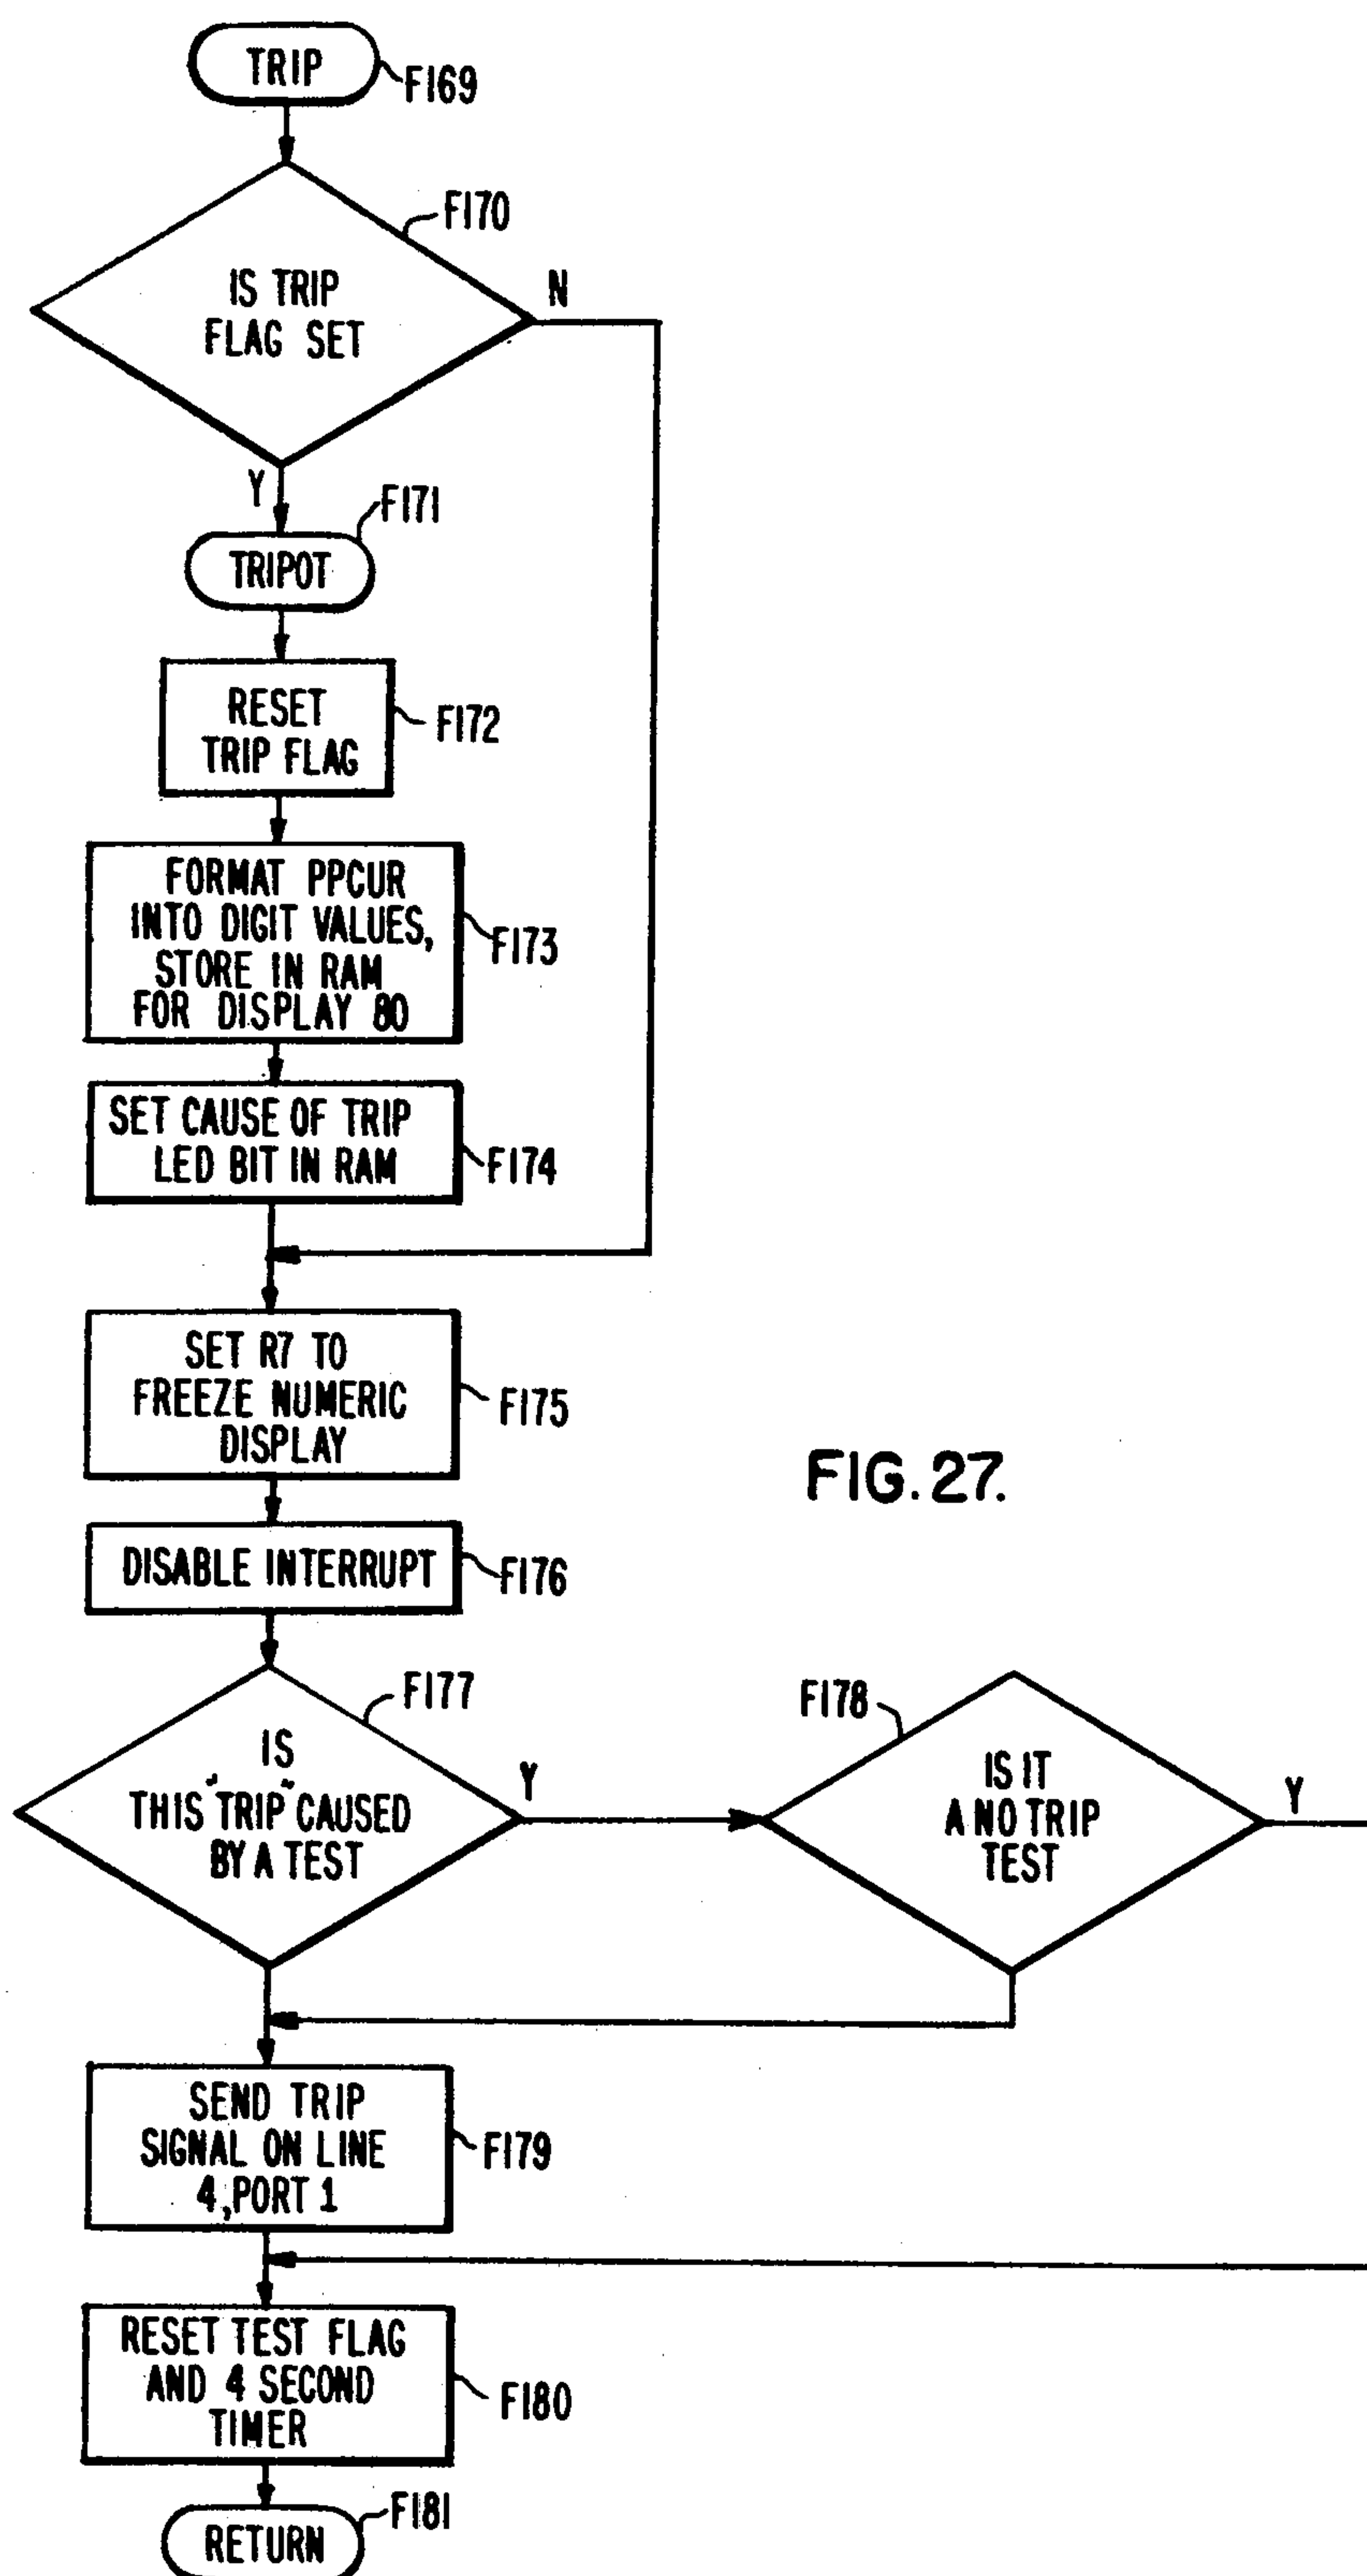 TRIP
F169
F170
IS TRIP
FLAG SET
N
Y
F171
TRIPOT
RESET
TRIP FLAG
F172
FORMAT PPCUR
INTO DIGIT VALUES,
STORE IN RAM
FOR DISPLAY 80
F173
SET CAUSE OF TRIP
LED BIT IN RAM
F174
SET R7 TO
FREEZE NUMERIC
DISPLAY
F175
FIG. 27.
DISABLE INTERRUPT
F176
F177
IS
THIS "TRIP" CAUSED
BY A TEST
Y
F178
IS IT
A NO TRIP
TEST
Y
SEND TRIP
SIGNAL ON LINE
4, PORT 1
F179
RESET TEST FLAG
AND 4 SECOND
TIMER
F180
F181
RETURN